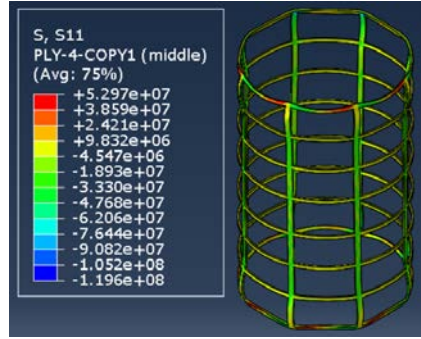 S, S11
PLY-4-COPY1 (middle)
(Avg: 75%)
+5.297e+07
+3.859e+07
+2.421e+07
+9.832e+06
-4.547e+06
-1.893e+07
-3.330e+07
-4.768e+07
-6.206e+07
-7.644e+07
-9.082e+07
-1.052e+08
-1.196e+08